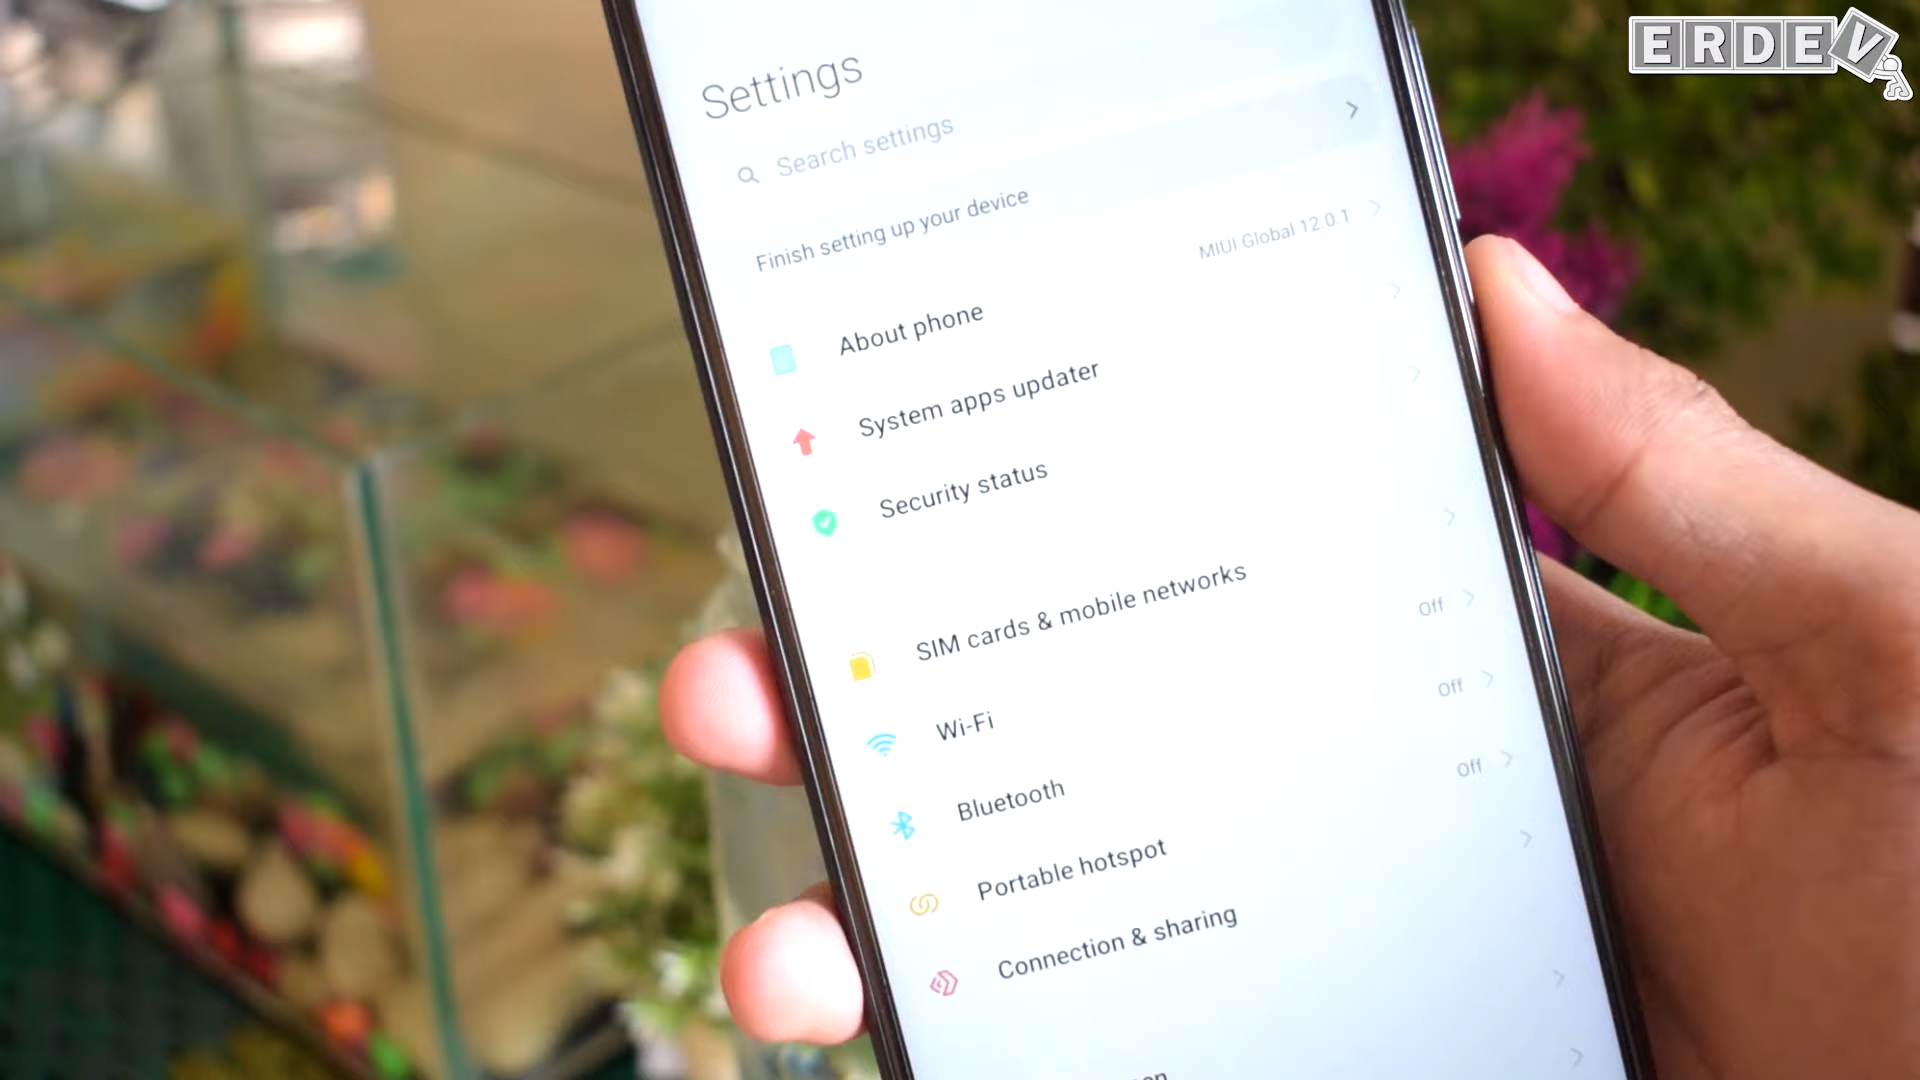 ERDEV
Settings
Search settings
Finish setting up your device
About phone MIUI Global 12.0.1
System apps updater
Security status
SIM cards & mobile networks
Wi-Fi Off
Bluetooth Off
Portable hotspot Off
Connection & sharing